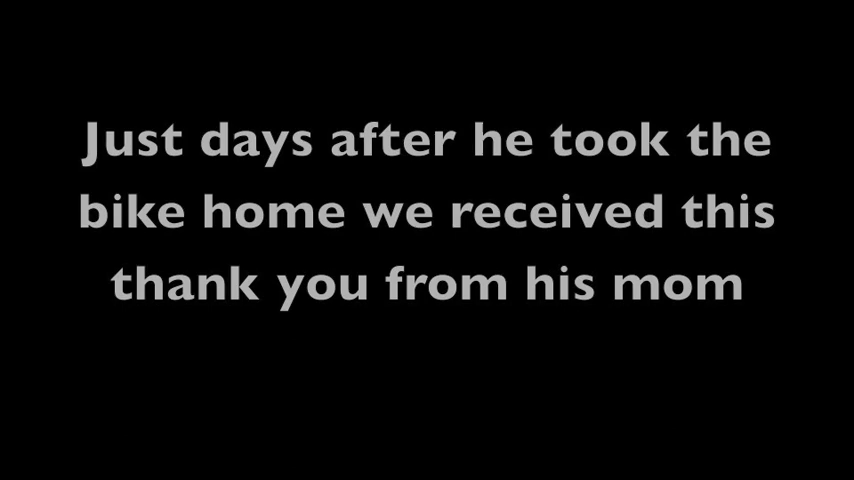 Just days after he took the
bike home we received this
thank you from his mom